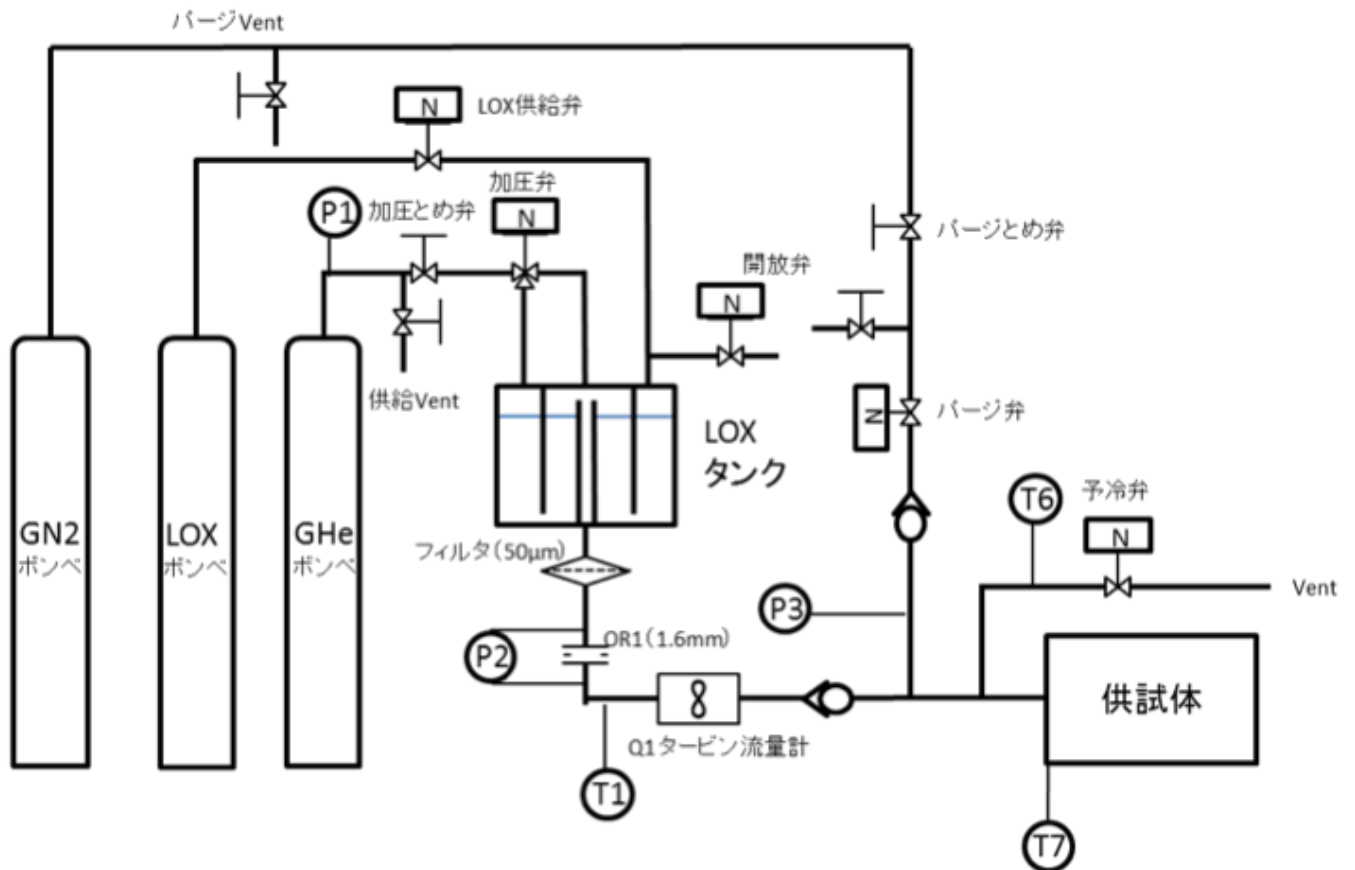 パージVent
N
LOX供給弁
加圧弁
P1
加圧とめ弁
N
パージとめ弁
開放弁
N
供給Vent
N
パージ弁
LOX
タンク
T6
予冷弁
N
GN2
ボンベ
LOX
ボンベ
GHe
ボンベ
フィルタ(50μm)
Vent
P3
P2
OR1(1.6mm)
供試体
Q1タービン流量計
T1
T7